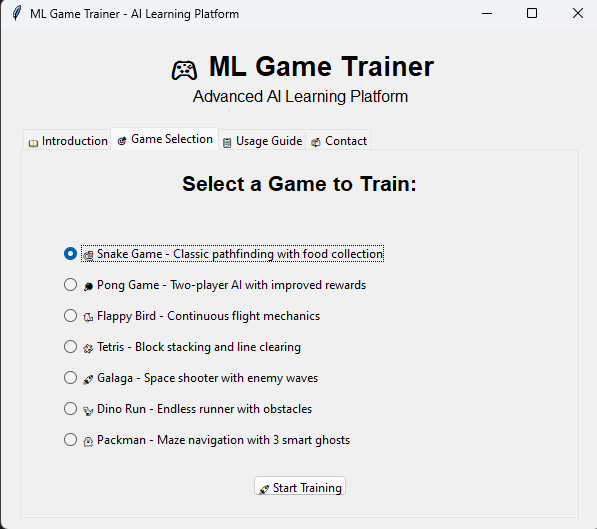 ML Game Trainer - AI Learning Platform
ML Game Trainer
Advanced AI Learning Platform
Introduction Game Selection Usage Guide Contact
Select a Game to Train:
Snake Game - Classic pathfinding with food collection
Pong Game - Two-player AI with improved rewards
Flappy Bird - Continuous flight mechanics
Tetris - Block stacking and line clearing
Galaga - Space shooter with enemy waves
Dino Run - Endless runner with obstacles
Packman - Maze navigation with 3 smart ghosts
Start Training